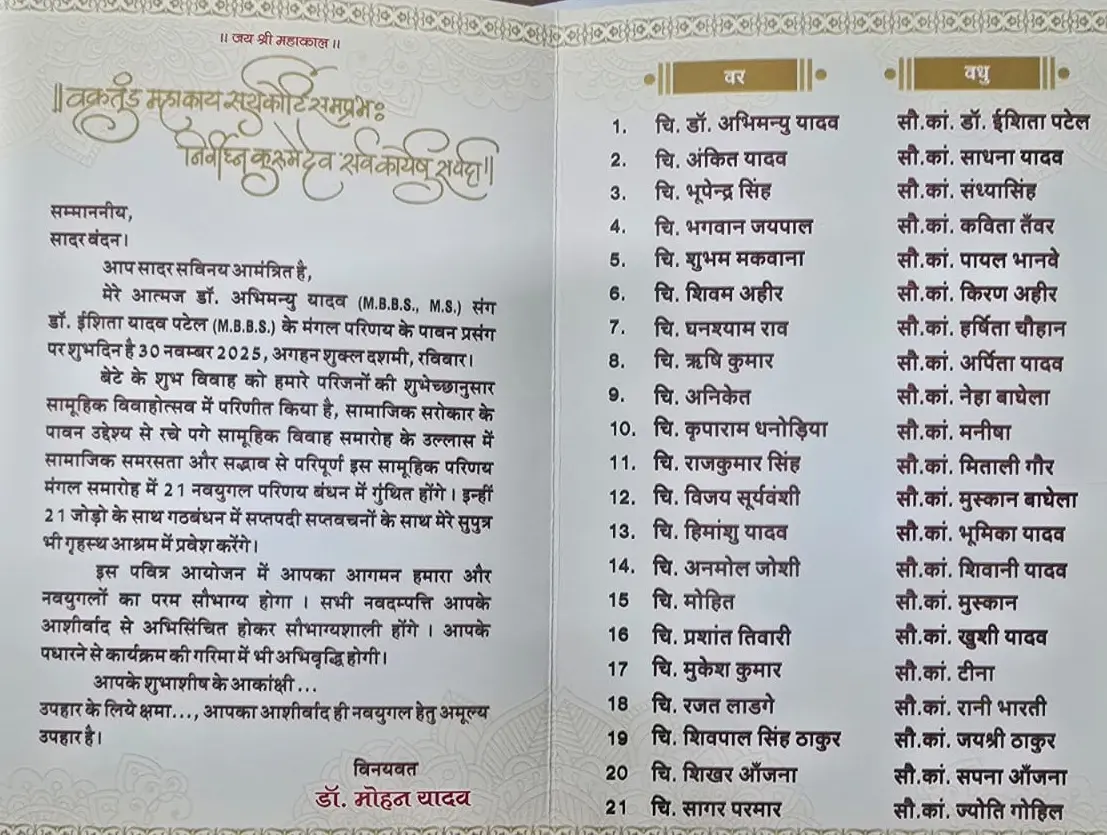 ।। जय श्री महाकाल ।।
॥ वक्रतुंड महाकाय सूर्यकोटि समप्रभः
निर्विघ्न कुरुमेदेव सर्व कार्येषु सर्वदा॥
सम्माननीय,
सादर वंदन।
आप सादर सविनय आमंत्रित है,
मेरे आत्मज डॉ. अभिमन्यु यादव (M.B.B.S., M.S.) संग
डॉ. ईशिता यादव पटेल (M.B.B.S.) के मंगल परिणय के पावन प्रसंग
पर शुभदिन है 30 नवम्बर 2025, अगहन शुक्ल दशमी, रविवार।
बेटे के शुभ विवाह को हमारे परिजनों की शुभेच्छानुसार
सामूहिक विवाहोत्सव में परिणीत किया है, सामाजिक सरोकार के
पावन उद्देश्य से रचे पगे सामूहिक विवाह समारोह के उल्लास में
सामाजिक समरसता और सद्भाव से परिपूर्ण इस सामूहिक परिणय
मंगल समारोह में 21 नवयुगल परिणय बंधन में गुंथित होंगे। इन्हीं
21 जोड़ो के साथ गठबंधन में सप्तपदी सप्तवचनों के साथ मेरे सुपुत्र
भी गृहस्थ आश्रम में प्रवेश करेंगे।
इस पवित्र आयोजन में आपका आगमन हमारा और
नवयुगलों का परम सौभाग्य होगा । सभी नवदम्पत्ति आपके
आशीर्वाद से अभिसिंचित होकर सौभाग्यशाली होंगे । आपके
पधारने से कार्यक्रम की गरिमा में भी अभिवृद्धि होगी।
आपके शुभाशीष के आकांक्षी...
उपहार के लिये क्षमा..., आपका आशीर्वाद ही नवयुगल हेतु अमूल्य
उपहार है।
विनयवत
डॉ. मोहन यादव
वर वधु
1. चि. डॉ. अभिमन्यु यादव सौ.कां. डॉ. ईशिता पटेल
2. चि. अंकित यादव सौ.कां. साधना यादव
3. चि. भूपेन्द्र सिंह सौ.कां. संध्यासिंह
4. चि. भगवान जयपाल सौ.कां. कविता तँवर
5. चि. शुभम मकवाना सौ.कां. पायल भानवे
6. चि. शिवम अहीर सौ.कां. किरण अहीर
7. चि. घनश्याम राव सौ.कां. हर्षिता चौहान
8. चि. ऋषि कुमार सौ.कां. अर्पिता यादव
9. चि. अनिकेत सौ.कां. नेहा बाघेला
10. चि. कृपाराम धनोड़िया सौ.कां. मनीषा
11. चि. राजकुमार सिंह सौ.कां. मिताली गौर
12. चि. विजय सूर्यवंशी सौ.कां. मुस्कान बाघेला
13. चि. हिमांशु यादव सौ.कां. भूमिका यादव
14. चि. अनमोल जोशी सौ.कां. शिवानी यादव
15 चि. मोहित सौ.कां. मुस्कान
16 चि. प्रशांत तिवारी सौ.कां. खुशी यादव
17 चि. मुकेश कुमार सौ.कां. टीना
18 चि. रजत लाडगे सौ.कां. रानी भारती
19 चि. शिवपाल सिंह ठाकुर सौ.कां. जयश्री ठाकुर
20 चि. शिखर आँजना सौ.कां. सपना आँजना
21 चि. सागर परमार सौ.कां. ज्योति गोहिल